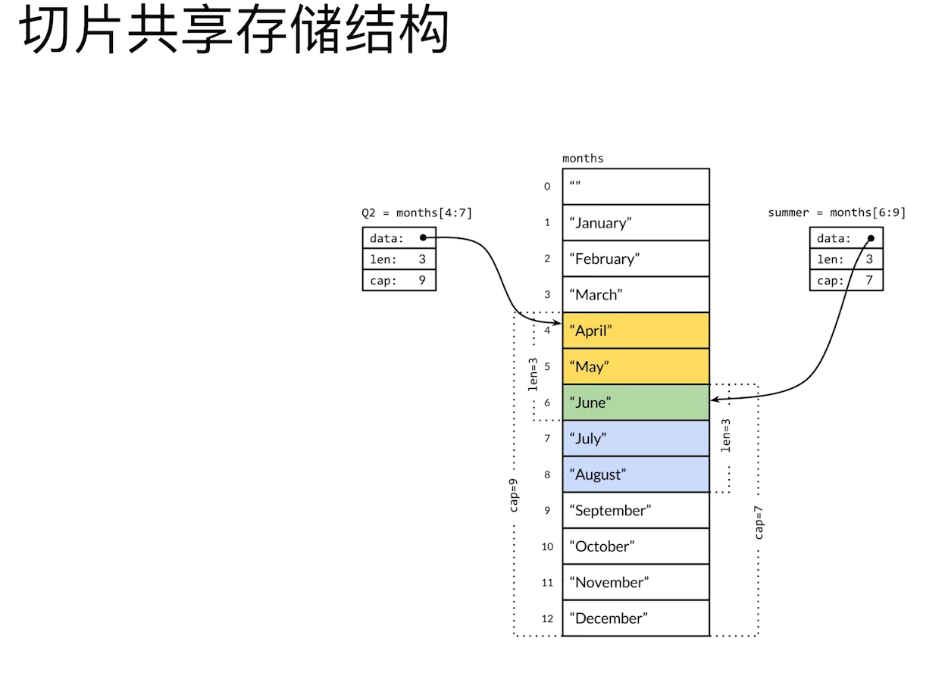 切片共享存储结构
months
Q2 = months[4:7]
data:
len: 3
cap: 9
summer = months[6:9]
data:
len: 3
cap: 7
0 “”
1 “January”
2 “February”
3 “March”
4 “April”
5 “May”
6 “June”
7 “July”
8 “August”
9 “September”
10 “October”
11 “November”
12 “December”
len=3
cap=9
len=3
cap=7